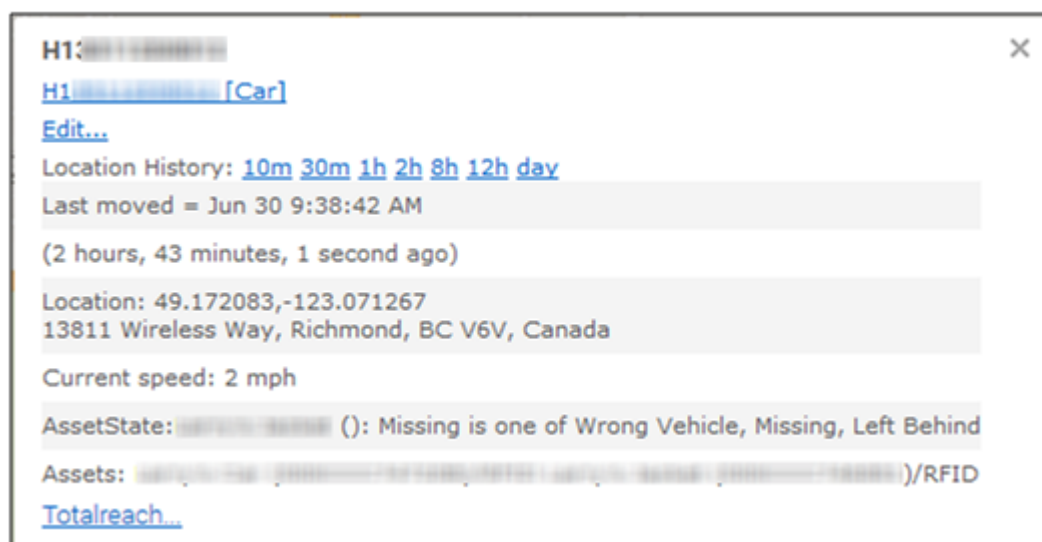 H13
H1 [Car]
Edit...
Location History: 10m 30m 1h 2h 8h 12h day
Last moved = Jun 30 9:38:42 AM
(2 hours, 43 minutes, 1 second ago)
Location: 49.172083,-123.071267
13811 Wireless Way, Richmond, BC V6V, Canada
Current speed: 2 mph
AssetState: (): Missing is one of Wrong Vehicle, Missing, Left Behind
Assets: )/RFID
Totalreach...